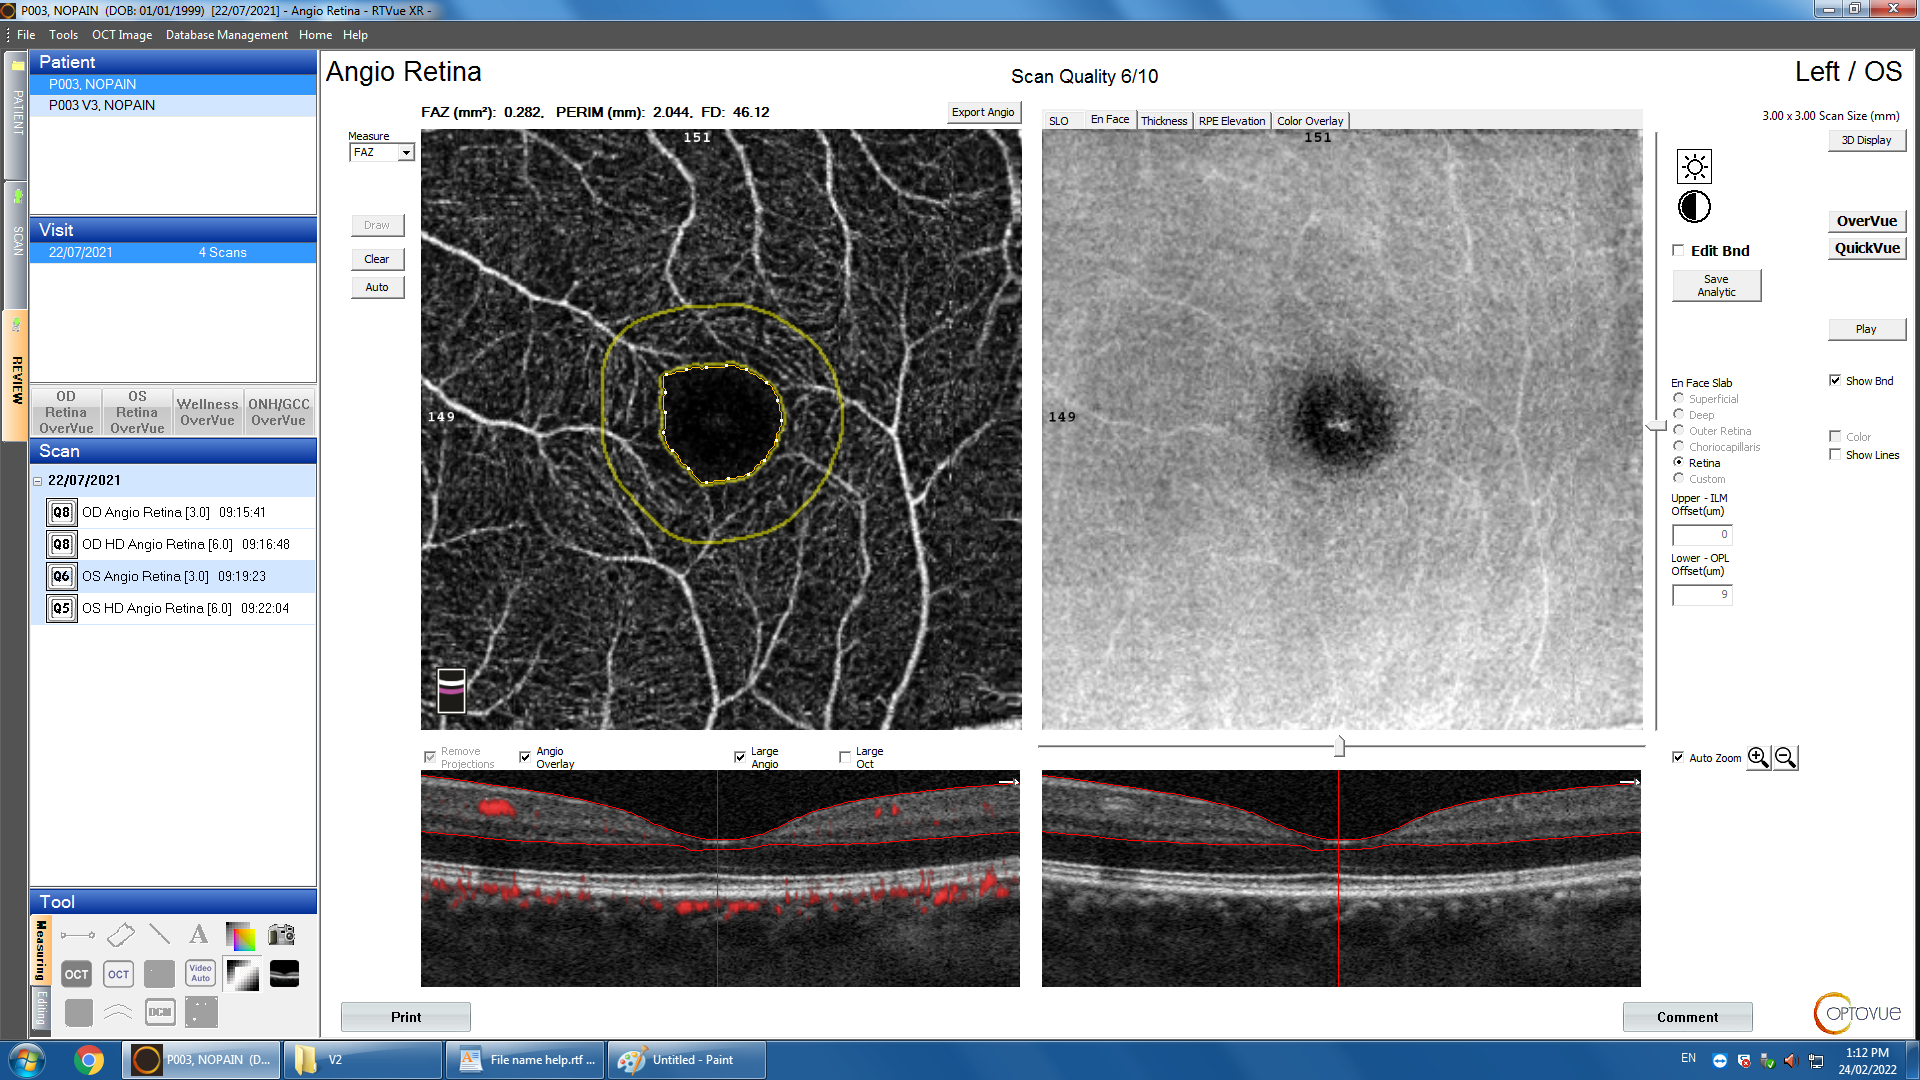 P003, NOPAIN (DOB: 01/01/1999) [22/07/2021] - Angio Retina - RTVue XR -
File Tools OCT Image Database Management Home Help
PATIENT
SCAN
REVIEW
Patient
P003, NOPAIN
P003 V3, NOPAIN
Visit
22/07/2021 4 Scans
OD Retina OverVue
OS Retina OverVue
Wellness OverVue
ONH/GCC OverVue
Scan
22/07/2021
Q8 OD Angio Retina [3.0] 09:15:41
Q8 OD HD Angio Retina [6.0] 09:16:48
Q6 OS Angio Retina [3.0] 09:19:23
Q5 OS HD Angio Retina [6.0] 09:22:04
Tool
Measuring
Editing
A
OCT
OCT
Video Auto
DCM
Angio Retina
Scan Quality 6/10
Left / OS
FAZ (mm²): 0.282, PERIM (mm): 2.044, FD: 46.12
Export Angio
Measure
FAZ
Draw
Clear
Auto
151
149
SLO En Face Thickness RPE Elevation Color Overlay
151
149
3.00 x 3.00 Scan Size (mm)
3D Display
OverVue
QuickVue
Edit Bnd
Save Analytic
Play
En Face Slab
Superficial
Deep
Outer Retina
Choriocapillaris
Retina
Custom
Show Bnd
Color
Show Lines
Upper - ILM
Offset(um)
0
Lower - OPL
Offset(um)
9
Remove Projections
Angio Overlay
Large Angio
Large Oct
Auto Zoom
Print
Comment
OPTOVUE
P003, NOPAIN (D...
V2
File name help.rtf ...
Untitled - Paint
EN
1:12 PM
24/02/2022